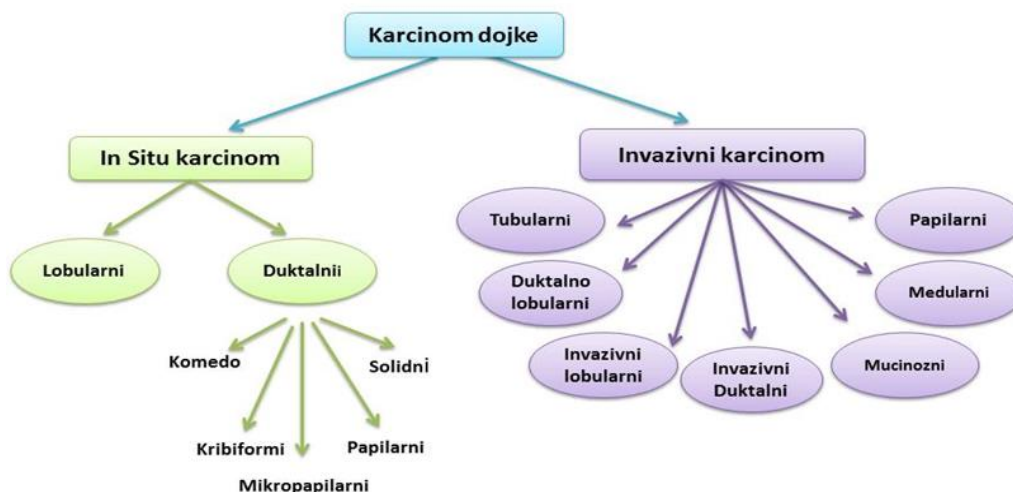 Karcinom dojke
In Situ karcinom
Invazivni karcinom
Lobularni
Duktalnii
Komedo
Solidni
Kribiformi
Papilarni
Mikropapilarni
Tubularni
Papilarni
Duktalno
lobularni
Medularni
Invazivni
lobularni
Invazivni
Duktalni
Mucinozni